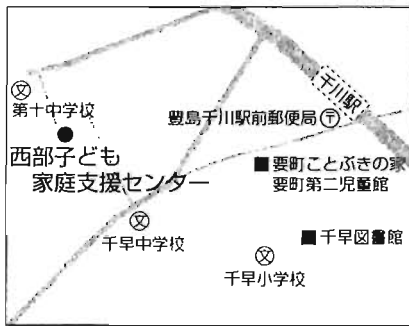 千川駅
文
第十中学校
豊島千川駅前郵便局〒
西部子ども
家庭支援センター
要町ことぶきの家
要町第二児童館
文
千早中学校
千早図書館
文
千早小学校